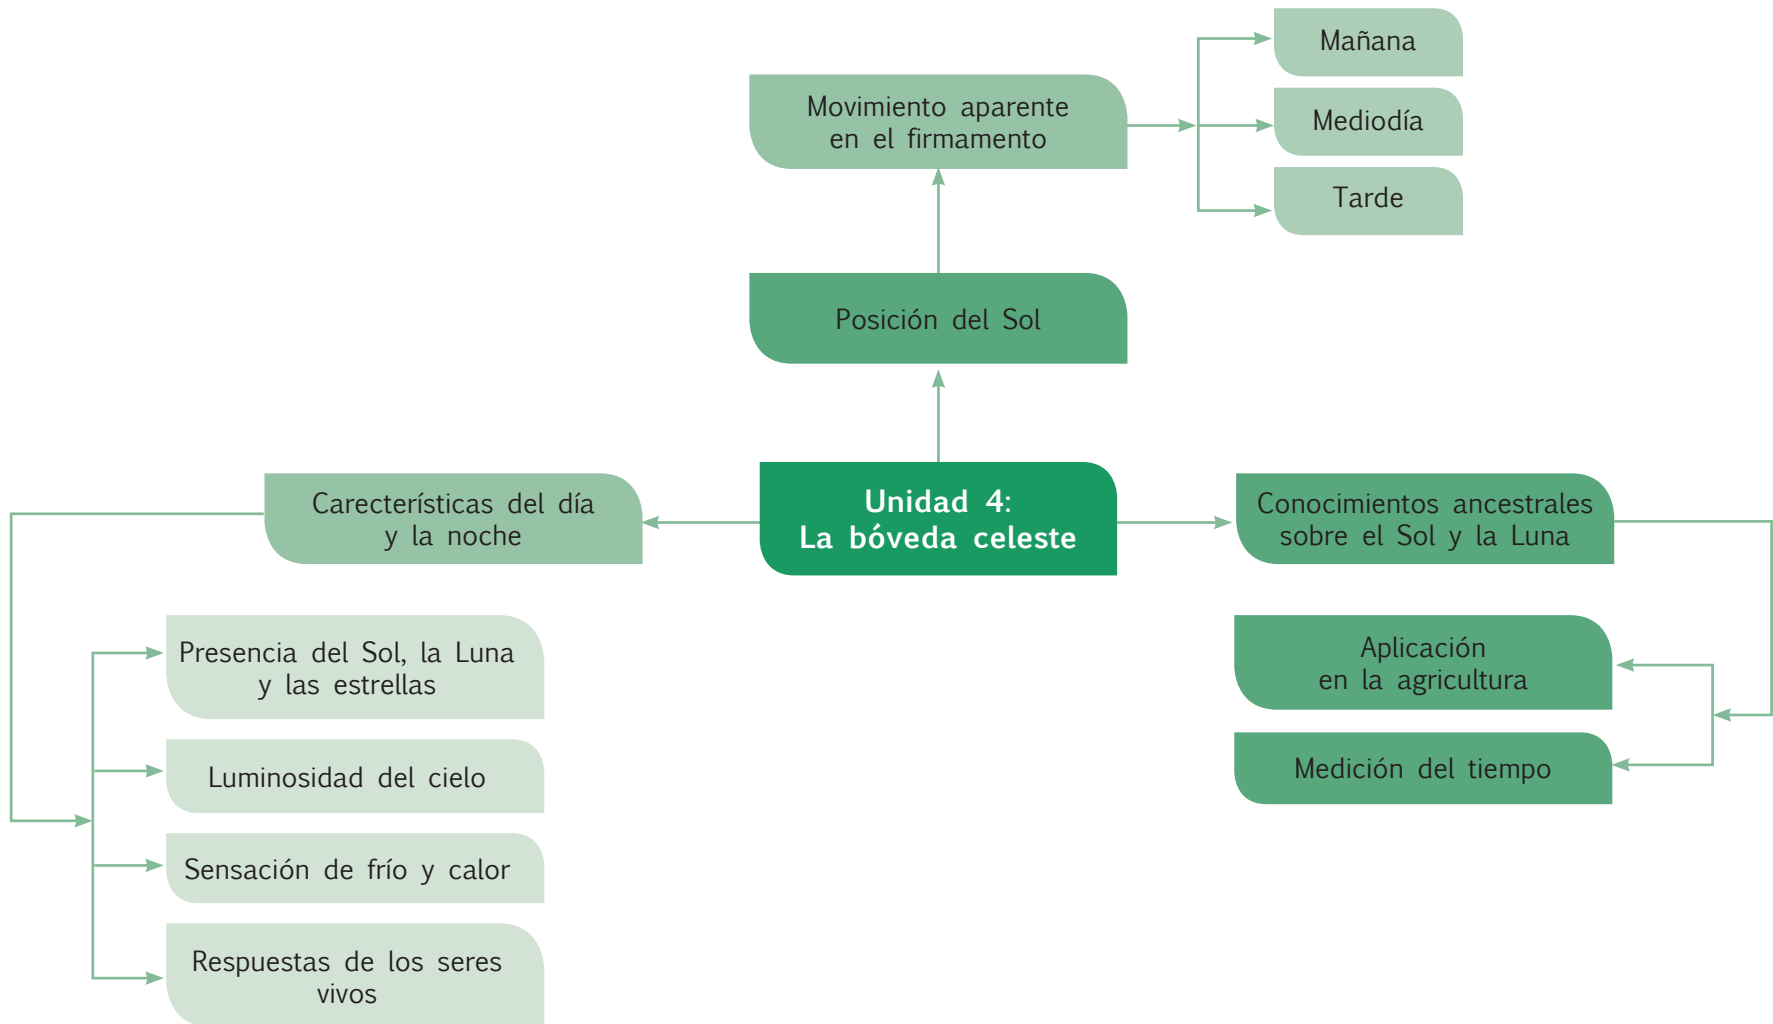 Mañana
Movimiento aparente
en el firmamento
Mediodía
Tarde
Posición del Sol
Unidad 4:
La bóveda celeste
Carecterísticas del día
y la noche
Conocimientos ancestrales
sobre el Sol y la Luna
Presencia del Sol, la Luna
y las estrellas
Luminosidad del cielo
Sensación de frío y calor
Respuestas de los seres
vivos
Aplicación
en la agricultura
Medición del tiempo